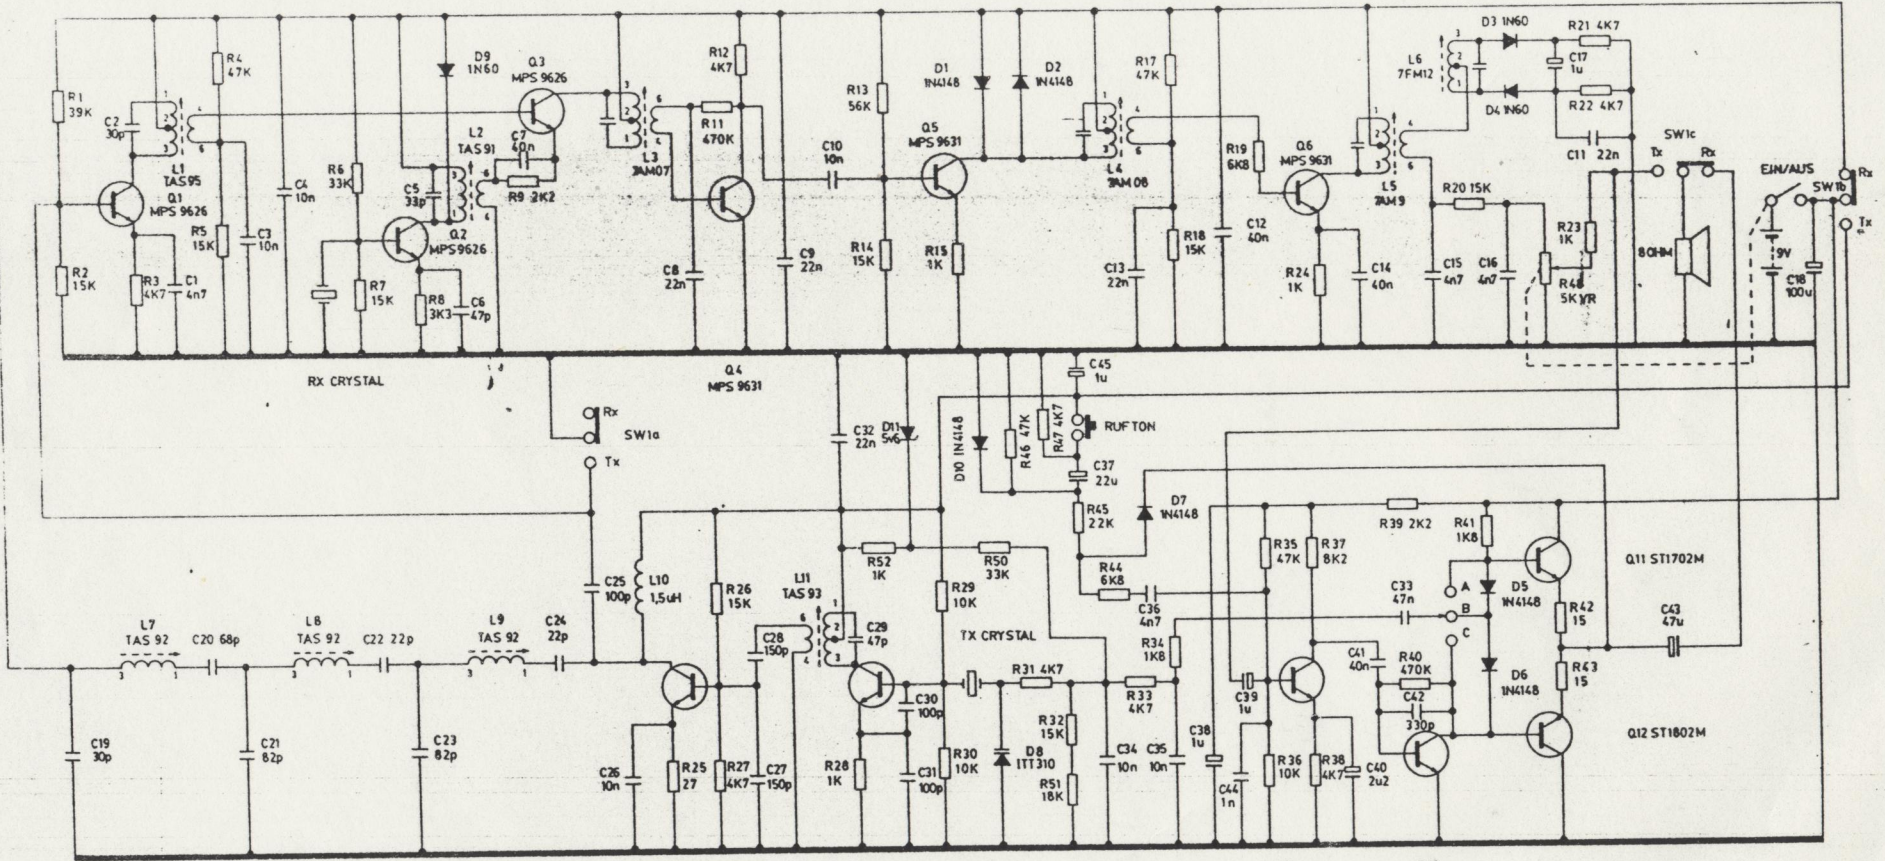 R1
39K
C2
30p
L1
TAS 95
Q1
MPS 9626
R4
47K
R2
15K
R3
4K7
C1
4n7
R5
15K
C3
10n
C4
10n
R6
33K
R7
15K
C5
33p
D9
1N60
L2
TAS 91
Q2
MPS 9626
R8
3K3
C6
47p
C7
40n
R9 2K2
Q3
MPS 9626
L3
R11
470K
R12
4K7
C8
22n
C9
22n
C10
10n
R13
56K
R14
15K
Q5
MPS 9631
R15
1K
D1
1N4148
D2
1N4148
L4
R17
47K
C13
22n
R18
15K
C12
40n
R19
6K8
Q6
MPS 9631
R24
1K
C14
40n
L5
C15
4n7
R20 15K
C16
4n7
L6
7FM12
D3 1N60
D4 1N60
C17
1u
R21 4K7
R22 4K7
C11 22n
R23
1K
R48
5K VR
SW1c
Tx
Rx
8OHM
EIN/AUS
SW1b
Rx
Tx
9V
C18
100u
RX CRYSTAL
Q4
MPS 9631
Rx
SW1a
Tx
C32
22n
D11
5v6
D10 1N4148
R46 47K
R47 4K7
C45
1u
RUFTON
C37
22u
R45
22K
D7
1N4148
R39 2K2
R41
1K8
Q11 ST1702M
R35
47K
R37
8K2
R44
6K8
C36
4n7
C33
47n
A
B
C
D5
1N4148
R42
15
C43
47u
R43
15
D6
1N4148
Q12 ST1802M
C41
40n
R40
470K
C42
330p
R34
1K8
R33
4K7
C39
1u
C38
1u
C44
1n
R36
10K
R38
4K7
C40
2u2
L7
TAS 92
C20 68p
L8
TAS 92
C22 22p
L9
TAS 92
C24
22p
C25
100p
L10
1,5uH
R26
15K
C28
150p
L11
TAS 93
C29
47p
R52
1K
R50
33K
R29
10K
TX CRYSTAL
R31 4K7
C30
100p
R32
15K
C19
30p
C21
82p
C23
82p
C26
10n
R25
27
R27
4K7
C27
150p
R28
1K
C31
100p
R30
10K
D8
ITT310
R51
18K
C34
10n
C35
10n